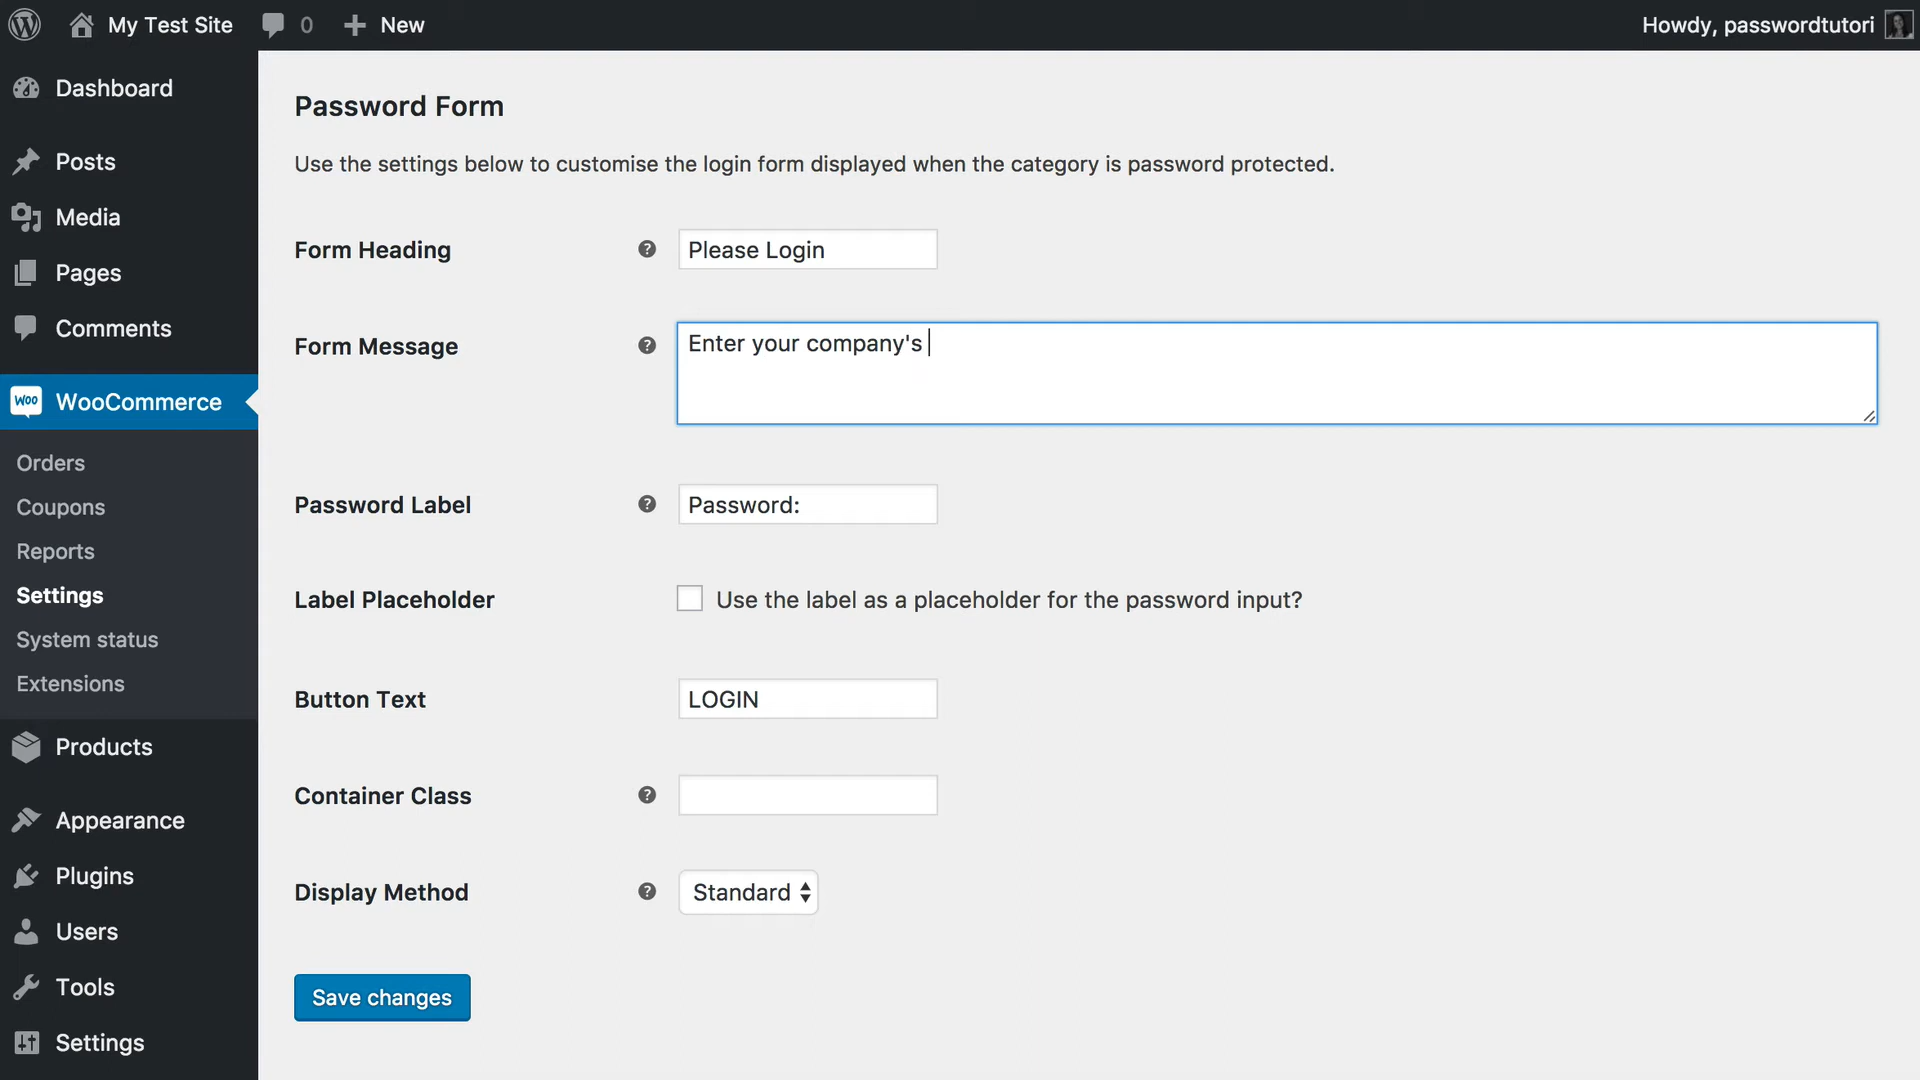 My Test Site
0
New
Howdy, passwordtutori
Dashboard
Posts
Media
Pages
Comments
Woo
WooCommerce
Orders
Coupons
Reports
Settings
System status
Extensions
Products
Appearance
Plugins
Users
Tools
Settings
Password Form
Use the settings below to customise the login form displayed when the category is password protected.
Form Heading
? Please Login
Form Message
? Enter your company's
Password Label
? Password:
Label Placeholder
Use the label as a placeholder for the password input?
Button Text
LOGIN
Container Class
?
Display Method
? Standard
Save changes